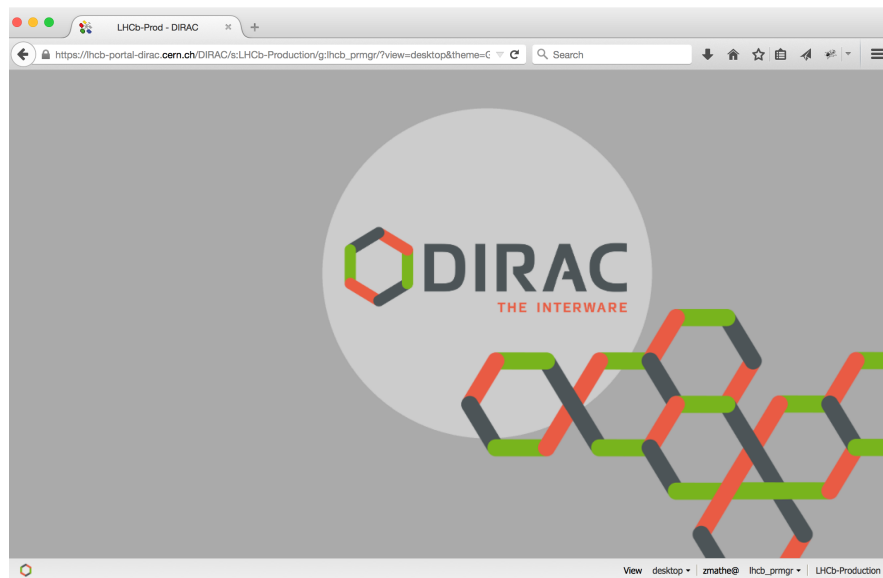 LHCb-Prod - DIRAC
https://lhcb-portal-dirac.cern.ch/DIRAC/s:LHCb-Production/g:lhcb_prmgr/?view=desktop&theme=G
Search
DIRAC
THE INTERWARE
View desktop zmathe@ lhcb_prmgr LHCb-Production